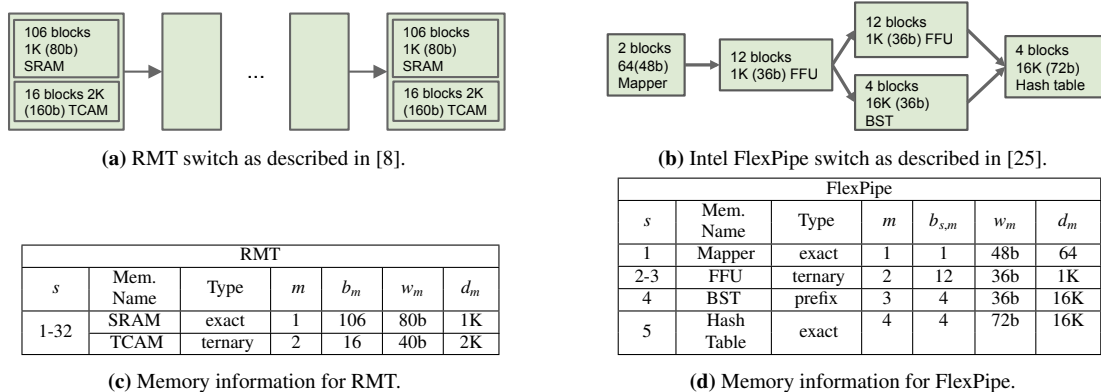 106 blocks
1K (80b)
SRAM
16 blocks 2K
(160b) TCAM
...
106 blocks
1K (80b)
SRAM
16 blocks 2K
(160b) TCAM
(a) RMT switch as described in [8].
2 blocks
64(48b)
Mapper
12 blocks
1K (36b) FFU
12 blocks
1K (36b) FFU
4 blocks
16K (36b)
BST
4 blocks
16K (72b)
Hash table
(b) Intel FlexPipe switch as described in [25].
RMT
s Mem. Name Type m b_m w_m d_m
1-32 SRAM exact 1 106 80b 1K
TCAM ternary 2 16 40b 2K
(c) Memory information for RMT.
FlexPipe
s Mem. Name Type m b_{s,m} w_m d_m
1 Mapper exact 1 1 48b 64
2-3 FFU ternary 2 12 36b 1K
4 BST prefix 3 4 36b 16K
5 Hash Table exact 4 4 72b 16K
(d) Memory information for FlexPipe.